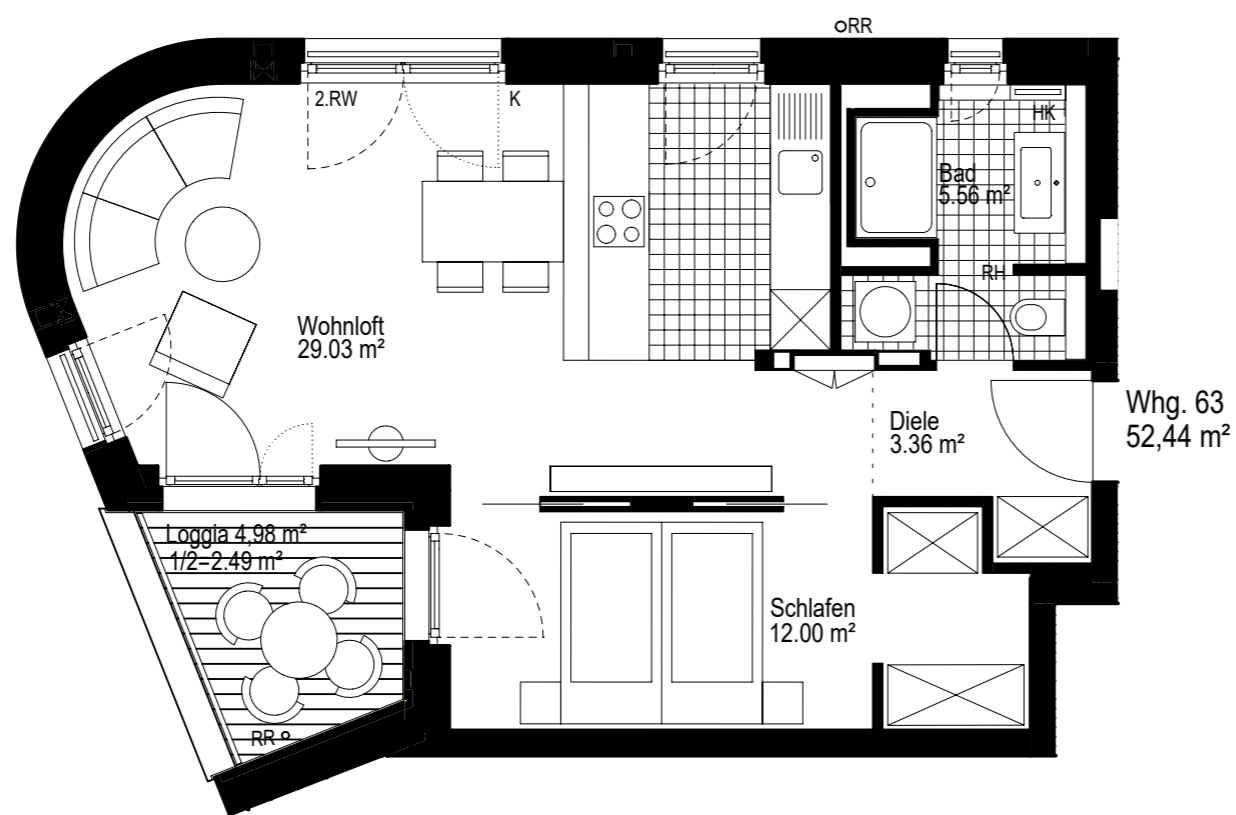 RR
2.RW
K
HK
Bad
5.56 m²
RH
Wohnloft
29.03 m²
Diele
3.36 m²
Whg. 63
52,44 m²
Loggia 4,98 m²
1/2–2.49 m²
Schlafen
12.00 m²
RR